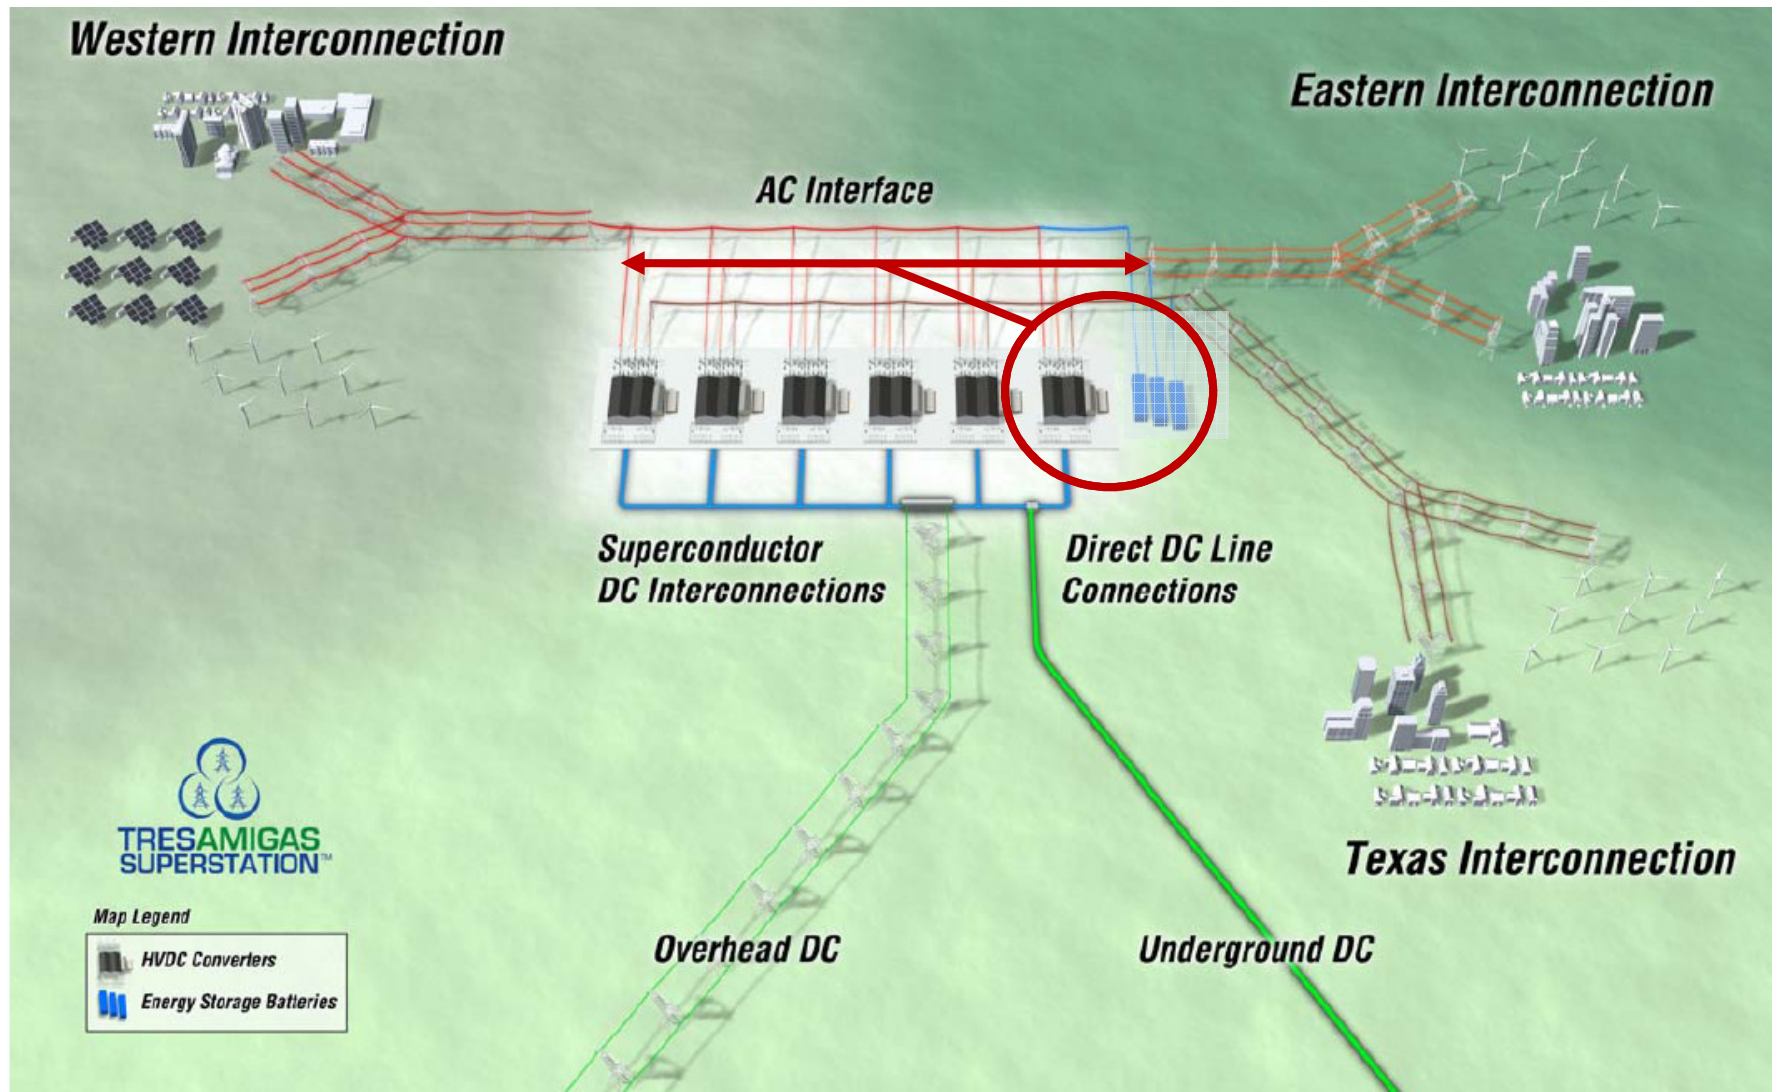 Western Interconnection
Eastern Interconnection
AC Interface
Superconductor
DC Interconnections
Direct DC Line
Connections
TRESAMIGAS
SUPERSTATION™
Texas Interconnection
Map Legend
HVDC Converters
Energy Storage Batteries
Overhead DC
Underground DC